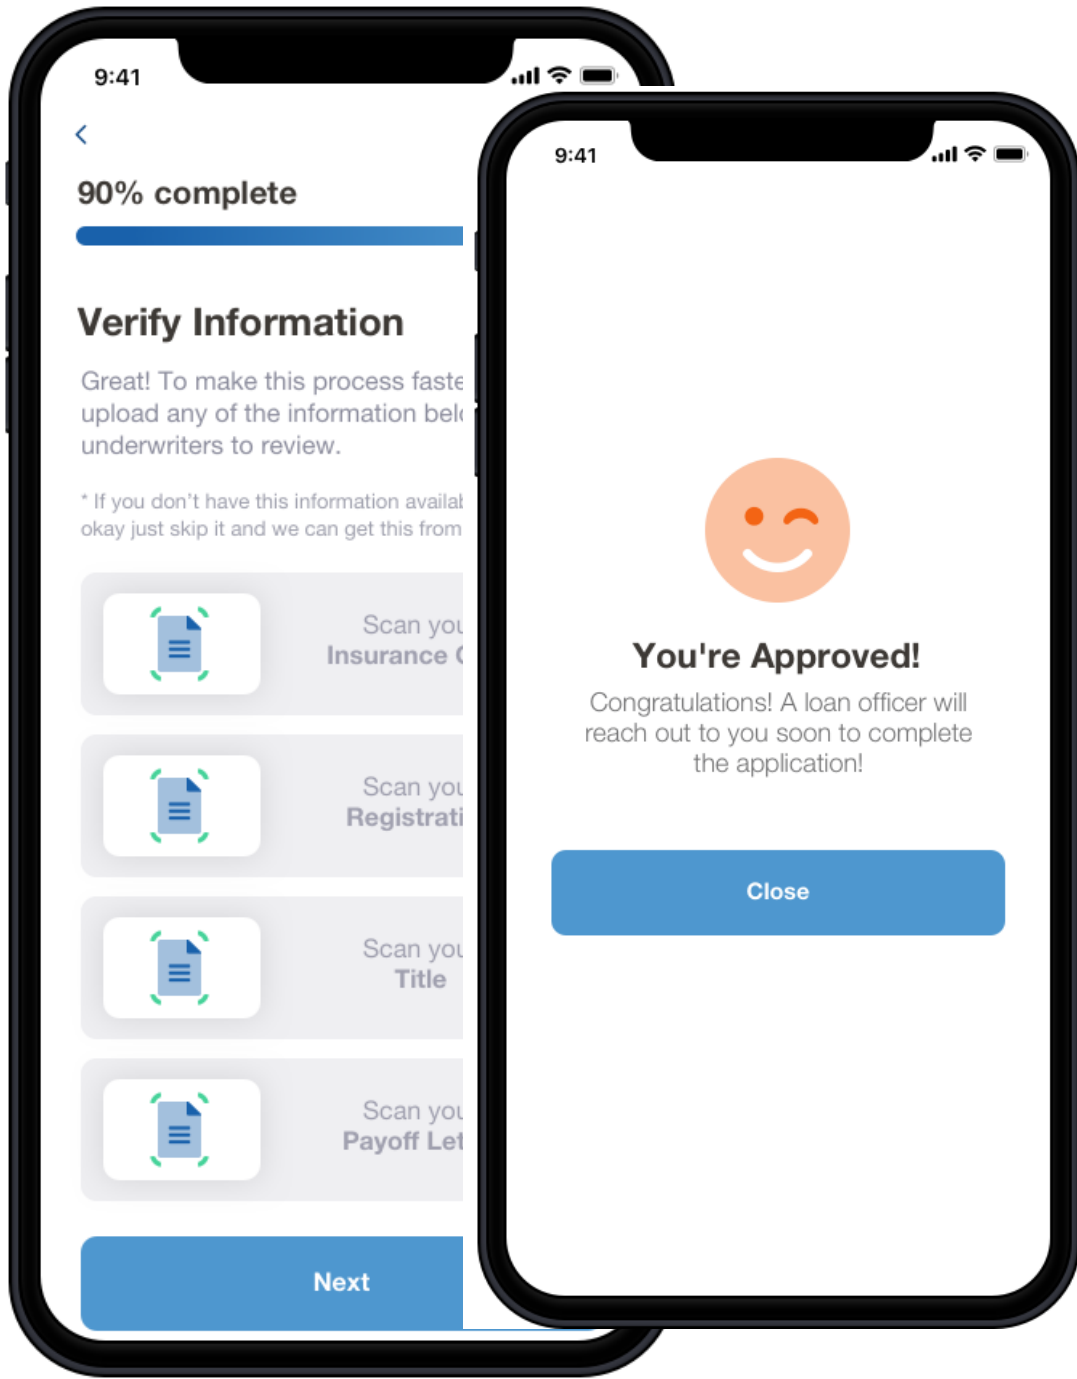 9:41
90% complete
Verify Information
Great! To make this process faste
upload any of the information belo
underwriters to review.
* If you don't have this information availab
okay just skip it and we can get this from
Scan you
Insurance C
Scan you
Registrati
Scan you
Title
Scan you
Payoff Let
Next
9:41
You're Approved!
Congratulations! A loan officer will
reach out to you soon to complete
the application!
Close